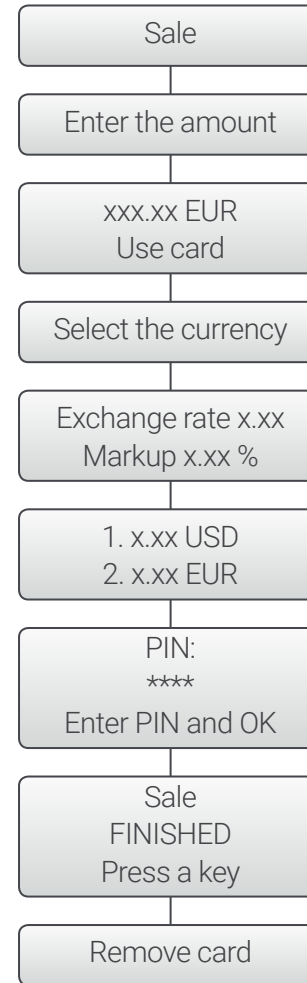 Sale
Enter the amount
xxx.xx EUR
Use card
Select the currency
Exchange rate x.xx
Markup x.xx %
1. x.xx USD
2. x.xx EUR
PIN:
****
Enter PIN and OK
Sale
FINISHED
Press a key
Remove card